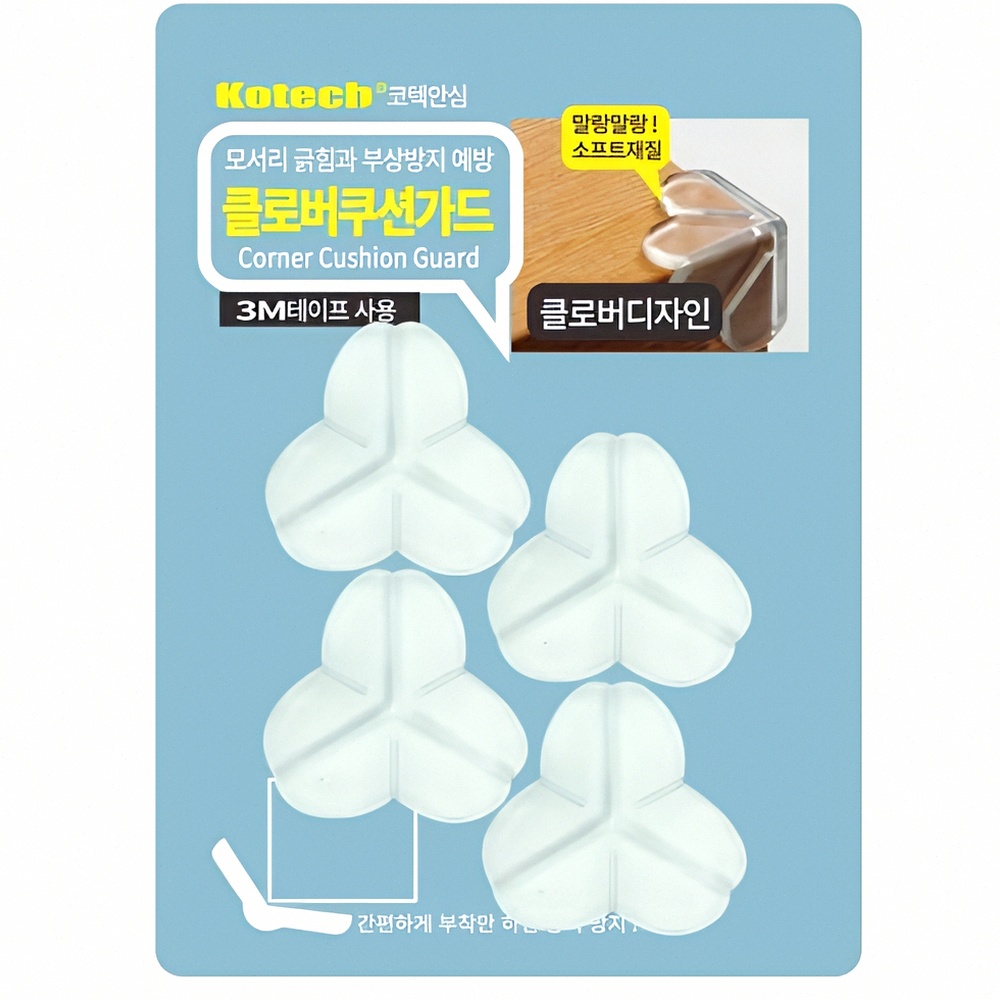 Kotech 코텍안심
모서리 긁힘과 부상방지 예방
클로버쿠션가드
Corner Cushion Guard
3M테이프 사용
말랑말랑!
소프트재질
클로버디자인
간편하게 부착만 방지!